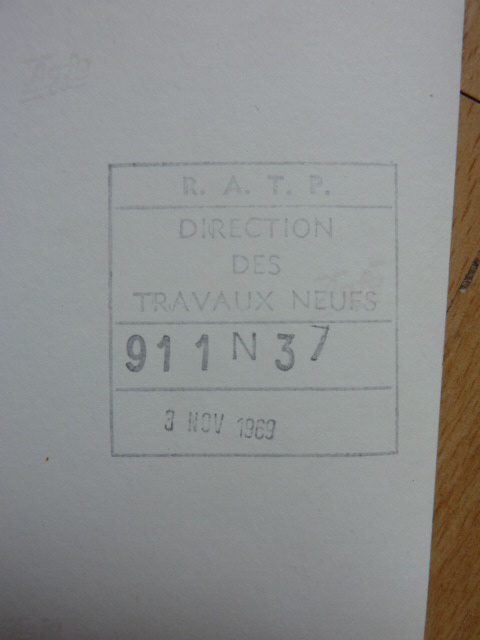 R. A. T. P.
DIRECTION
DES
TRAVAUX NEUFS
911 N 37
3 NOV 1969